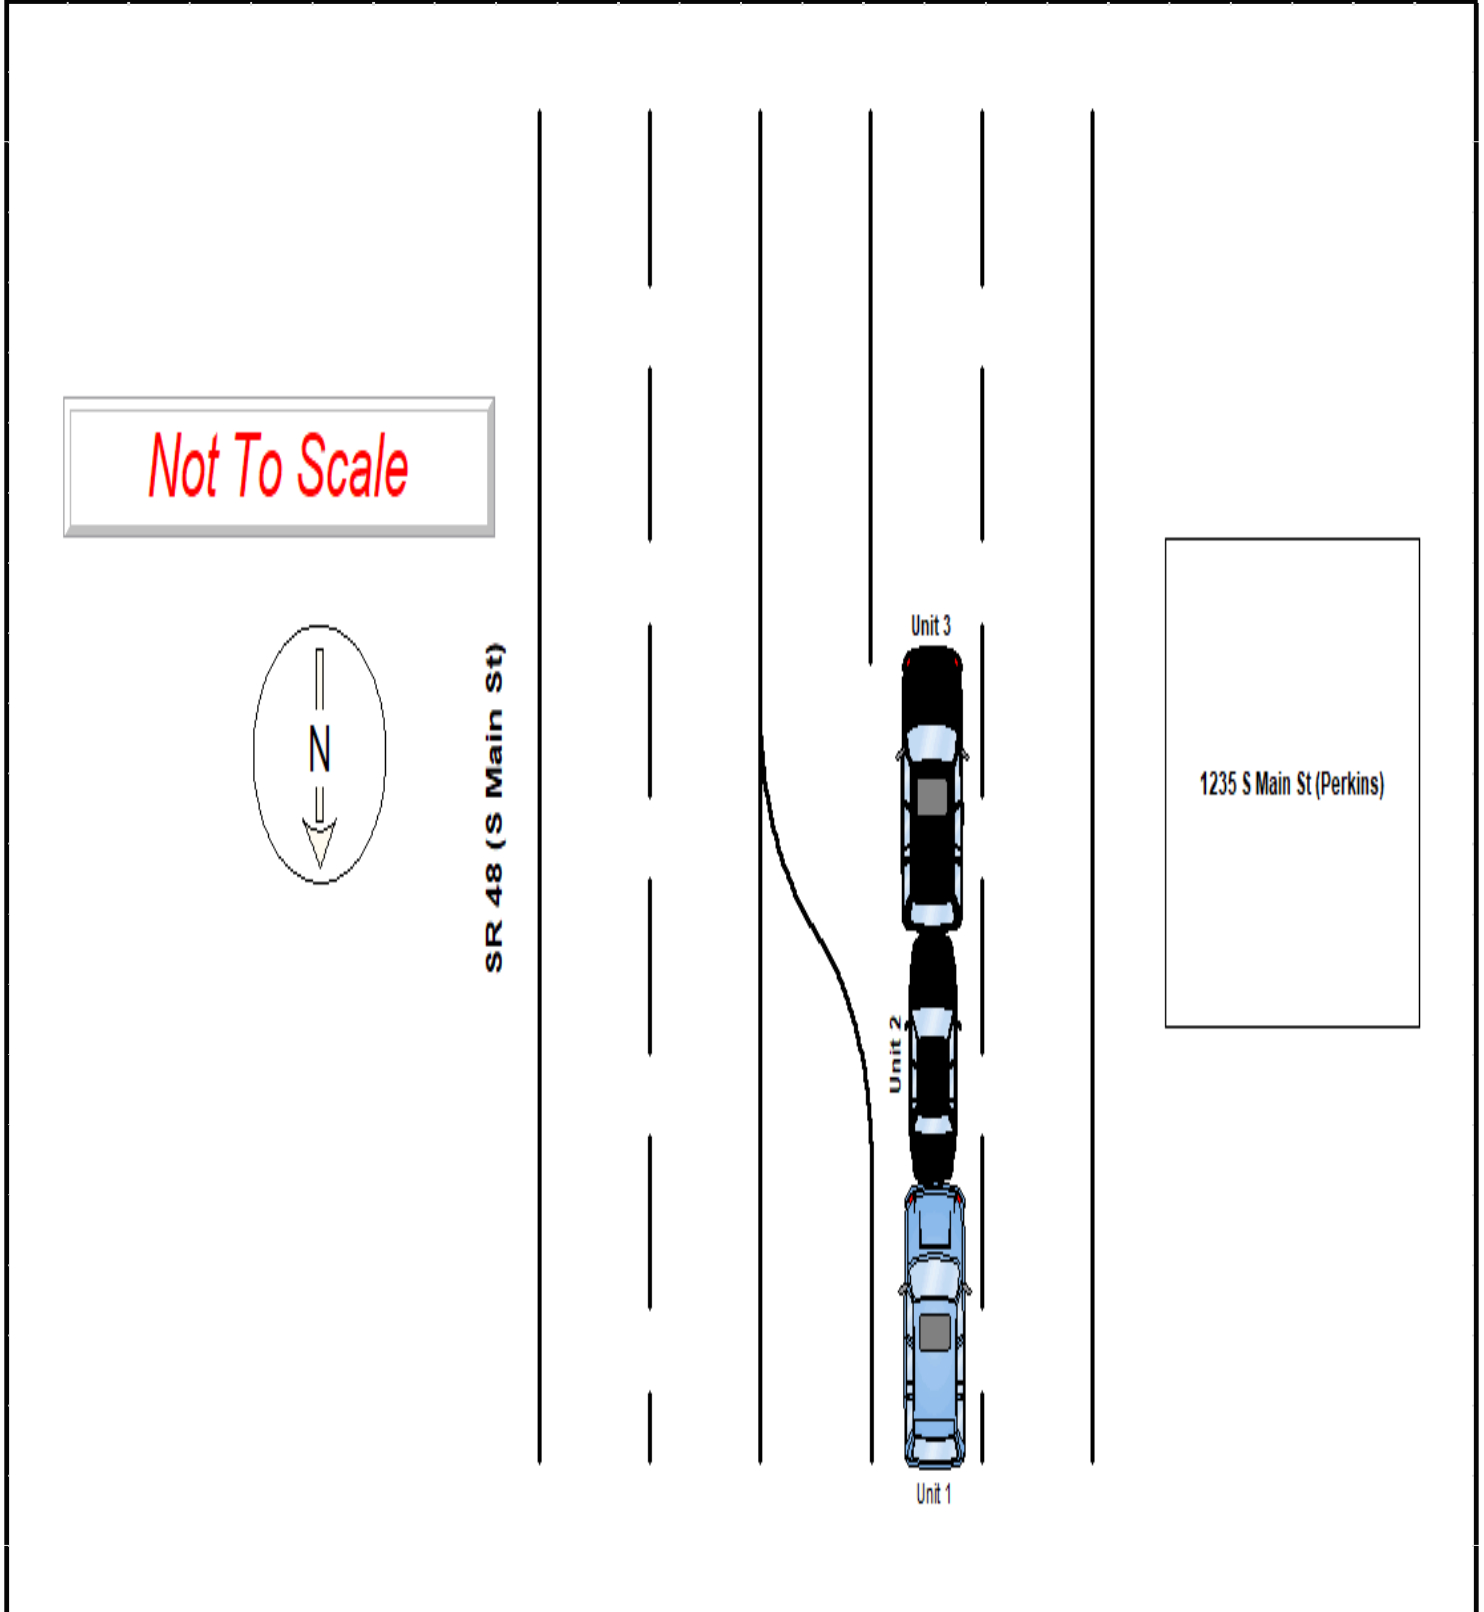 Not To Scale
N
SR 48 (S Main St)
Unit 3
Unit 2
Unit 1
1235 S Main St (Perkins)